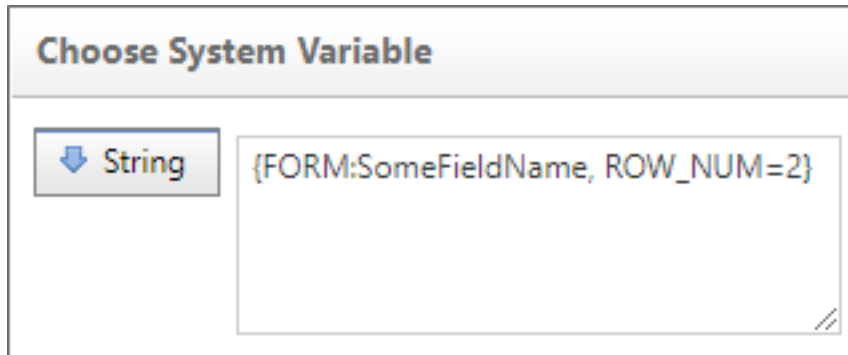 Choose System Variable
String
{FORM:SomeFieldName, ROW_NUM=2}